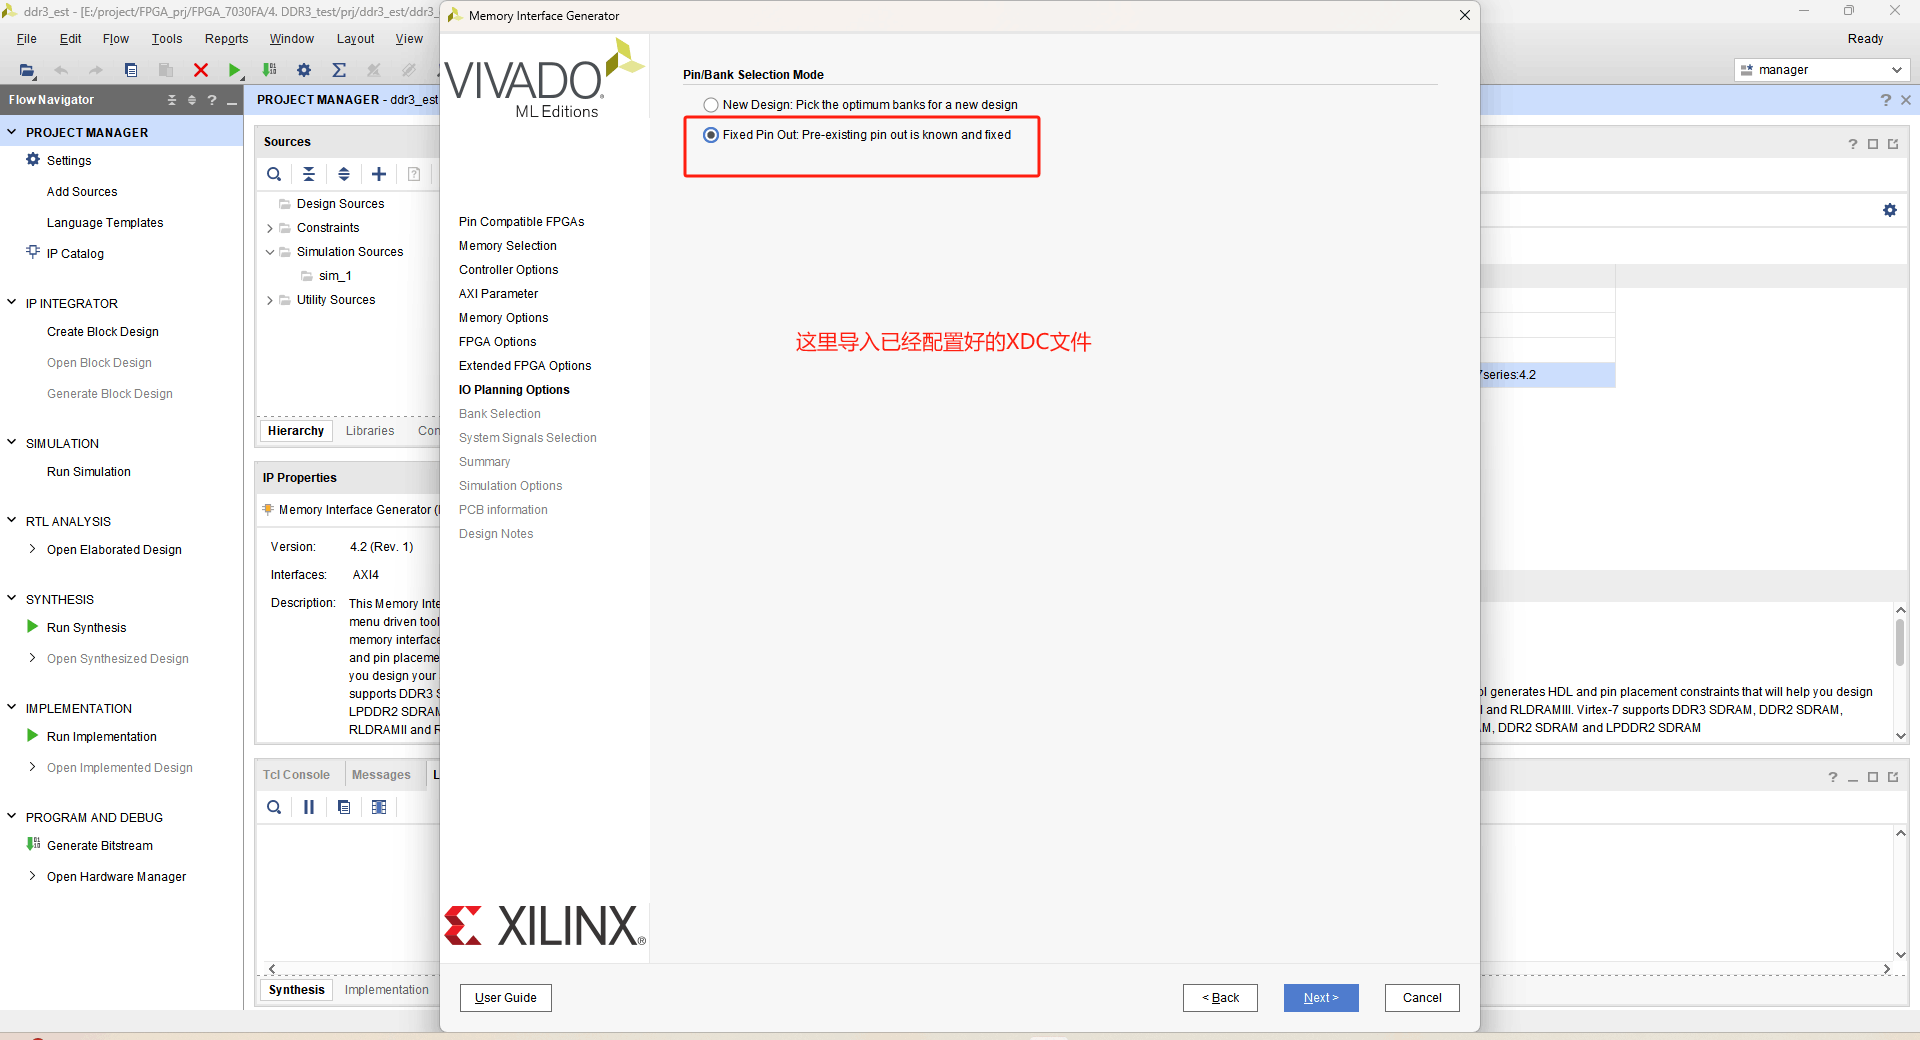 ddr3_est - [E:/project/FPGA_prj/FPGA_7030FA/4. DDR3_test/prj/ddr3_est/ddr3_
File Edit Flow Tools Reports Window Layout View
Ready
manager
Flow Navigator
PROJECT MANAGER
Settings
Add Sources
Language Templates
IP Catalog
IP INTEGRATOR
Create Block Design
Open Block Design
Generate Block Design
SIMULATION
Run Simulation
RTL ANALYSIS
Open Elaborated Design
SYNTHESIS
Run Synthesis
Open Synthesized Design
IMPLEMENTATION
Run Implementation
Open Implemented Design
PROGRAM AND DEBUG
Generate Bitstream
Open Hardware Manager
PROJECT MANAGER - ddr3_est
Sources
Design Sources
Constraints
Simulation Sources
sim_1
Utility Sources
Hierarchy Libraries Con
IP Properties
Memory Interface Generator (
Version: 4.2 (Rev. 1)
Interfaces: AXI4
Description: This Memory Inte
menu driven tool
memory interface
and pin placeme
you design your
supports DDR3 S
LPDDR2 SDRAM
RLDRAMII and R
Tcl Console Messages L
Synthesis Implementation
Memory Interface Generator
VIVADO
ML Editions
Pin Compatible FPGAs
Memory Selection
Controller Options
AXI Parameter
Memory Options
FPGA Options
Extended FPGA Options
IO Planning Options
Bank Selection
System Signals Selection
Summary
Simulation Options
PCB information
Design Notes
XILINX®
Pin/Bank Selection Mode
New Design: Pick the optimum banks for a new design
Fixed Pin Out: Pre-existing pin out is known and fixed
这里导入已经配置好的XDC文件
User Guide
< Back
Next >
Cancel
7series:4.2
ol generates HDL and pin placement constraints that will help you design
I and RLDRAMIII. Virtex-7 supports DDR3 SDRAM, DDR2 SDRAM,
M, DDR2 SDRAM and LPDDR2 SDRAM